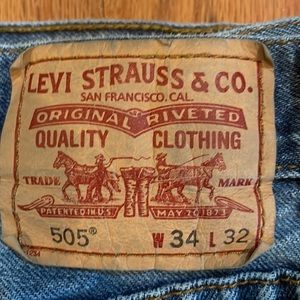 LEVI STRAUSS & CO.
SAN FRANCISCO, CAL.
ORIGINAL RIVETED
QUALITY CLOTHING
TRADE MARK
PATENTED IN U.S. MAY 20 1873
505® W 34 L 32